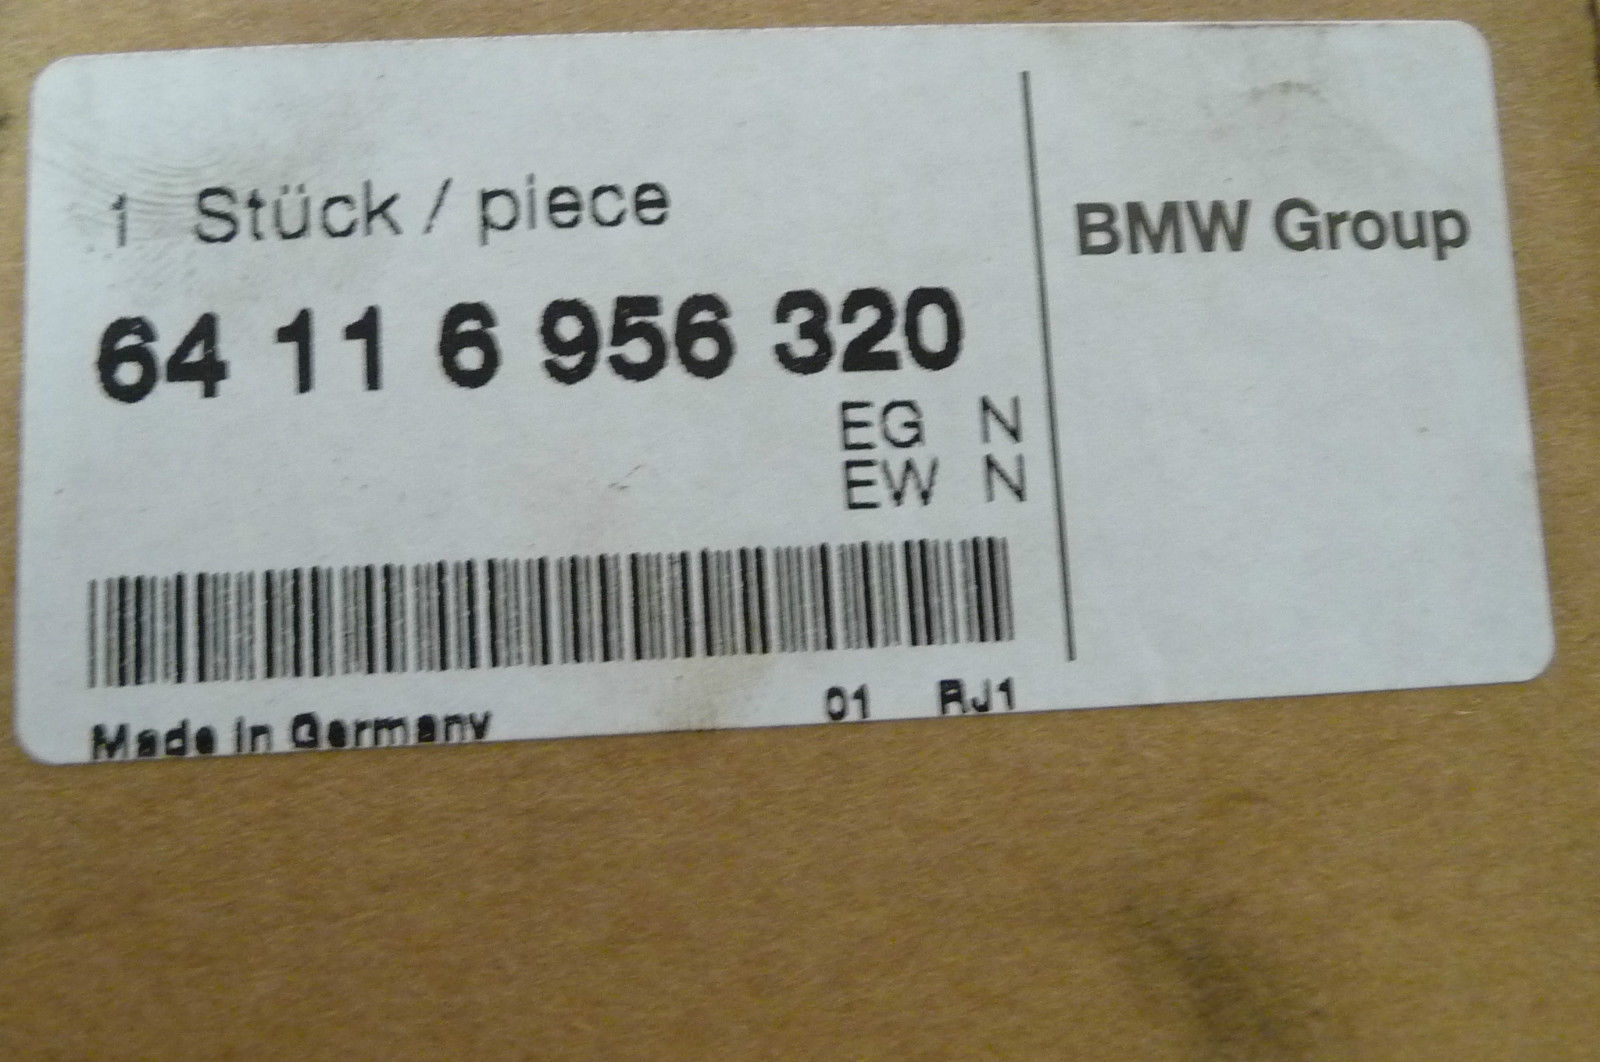 1 Stück / piece
BMW Group
64 11 6 956 320
EG N
EW N
Made in Germany 01 RJ1